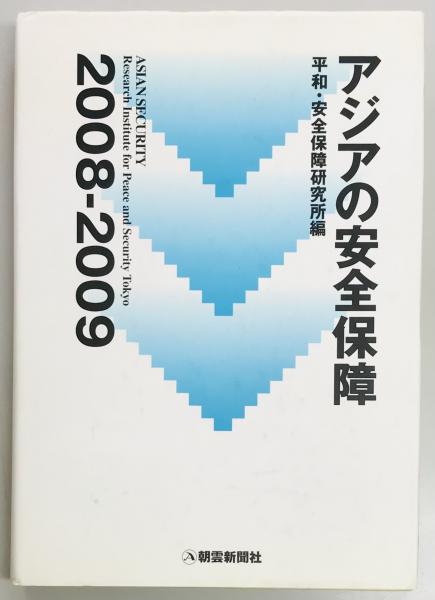 アジアの安全保障
平和・安全保障研究所編
ASIAN SECURITY
Research Institute for Peace and Security Tokyo
2008-2009
朝雲新聞社